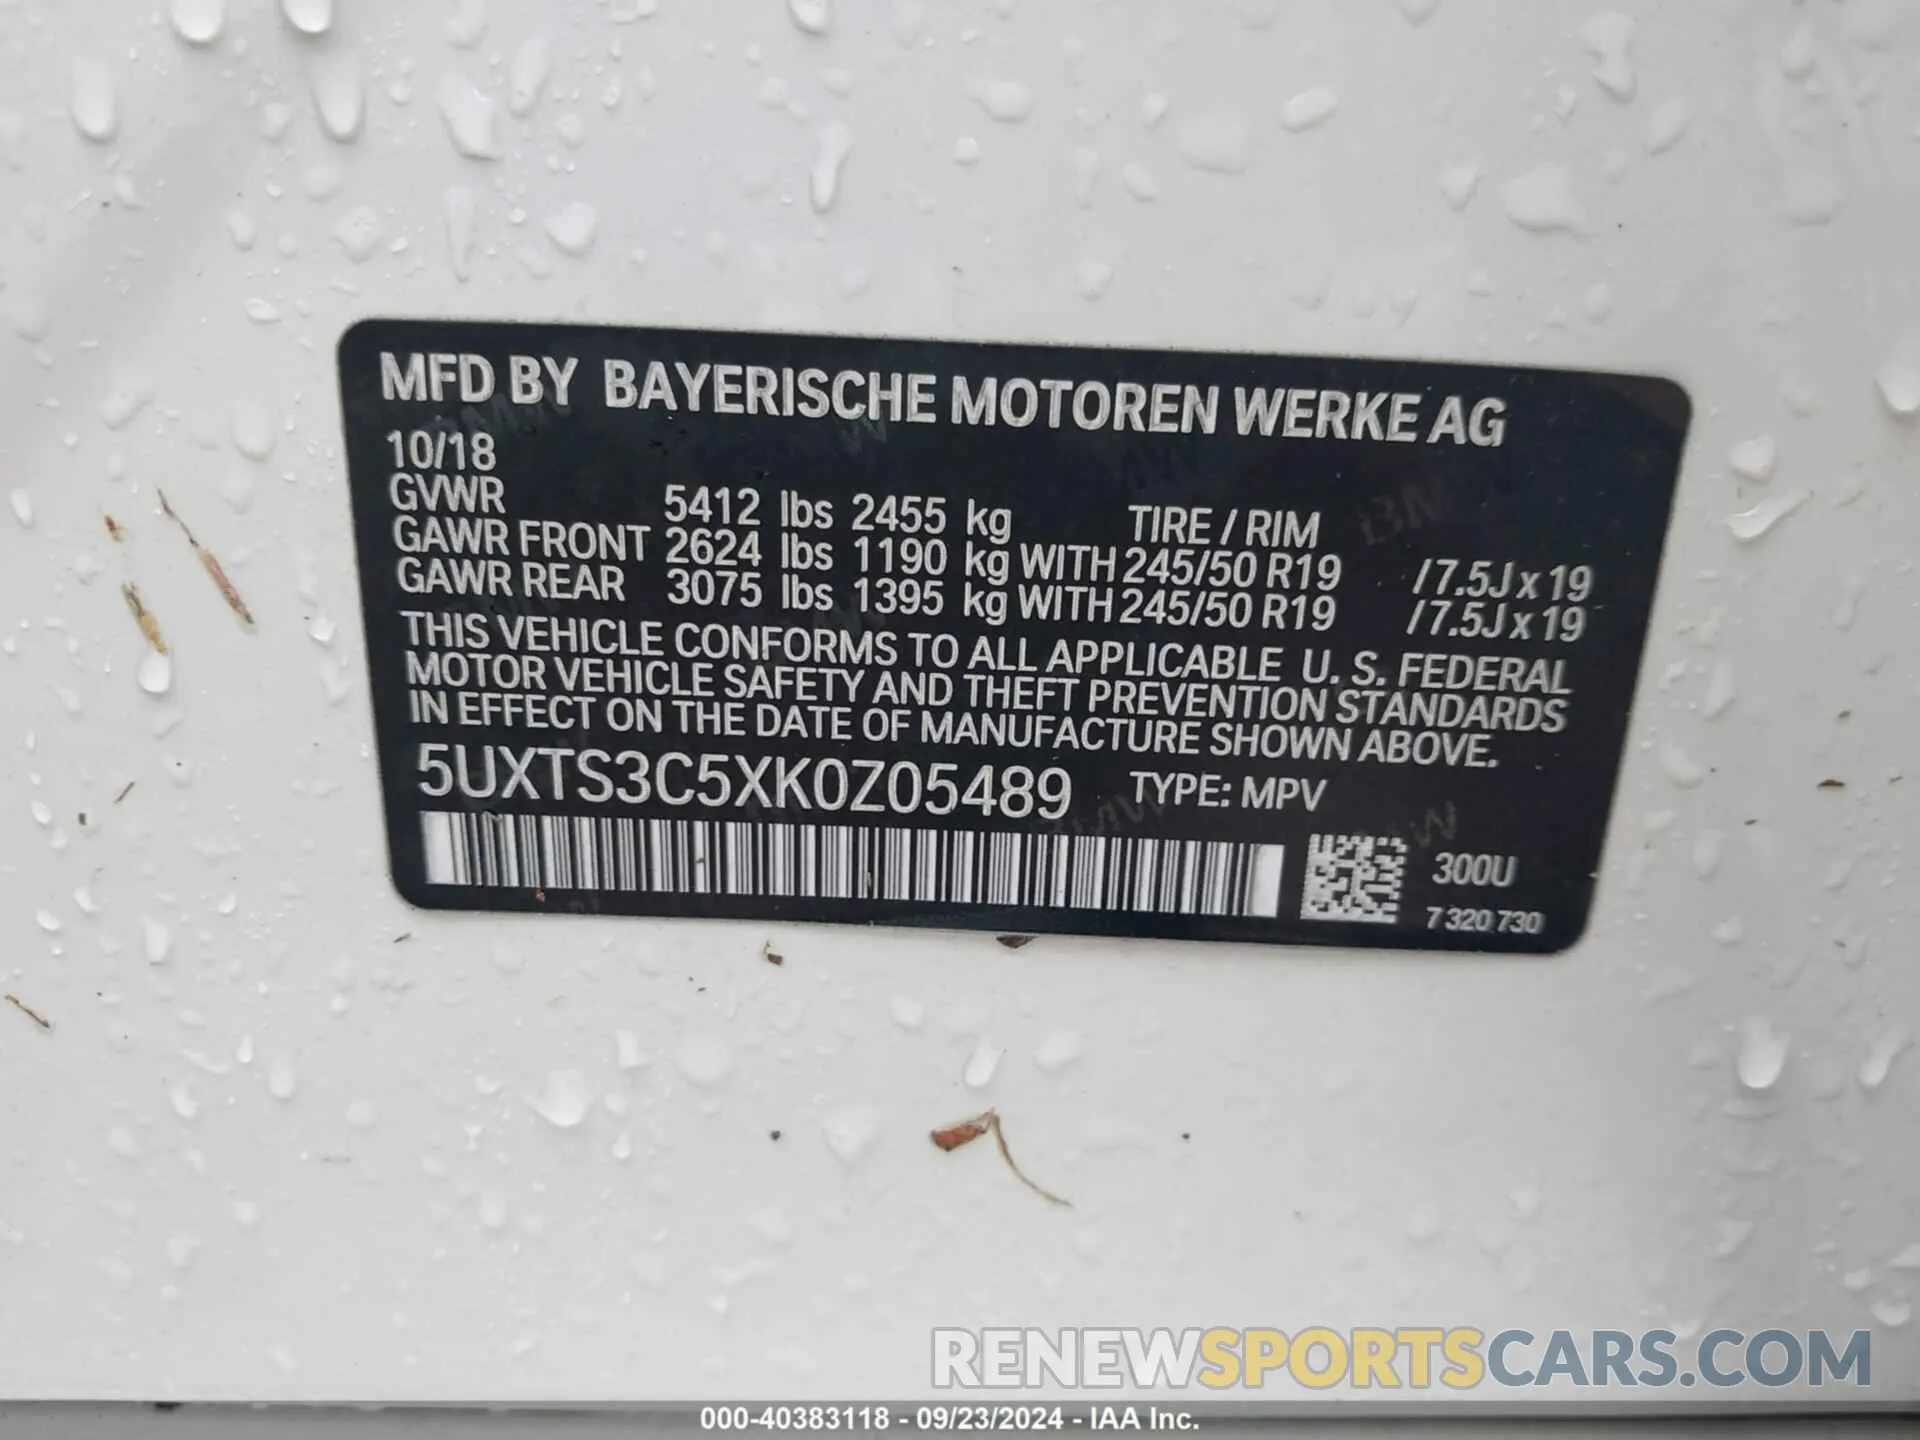 MFD BY BAYERISCHE MOTOREN WERKE AG
10/18
GVWR 5412 lbs 2455 kg TIRE / RIM
GAWR FRONT 2624 lbs 1190 kg WITH 245/50 R19 / 7.5J x 19
GAWR REAR 3075 lbs 1395 kg WITH 245/50 R19 / 7.5J x 19
THIS VEHICLE CONFORMS TO ALL APPLICABLE U. S. FEDERAL
MOTOR VEHICLE SAFETY AND THEFT PREVENTION STANDARDS
IN EFFECT ON THE DATE OF MANUFACTURE SHOWN ABOVE.
5UXTS3C5XK0Z05489 TYPE: MPV
300U
7 320 730
RENEWSPORTSCARS.COM
000-40383118 - 09/23/2024 - IAA Inc.